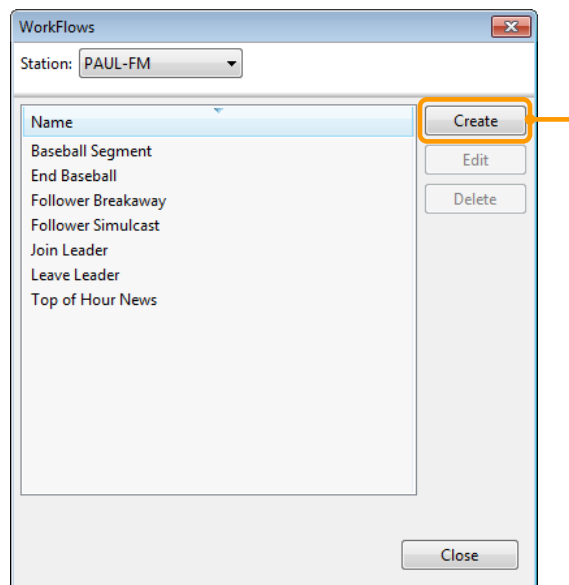 WorkFlows
Station: PAUL-FM
Name
Create
Baseball Segment
Edit
End Baseball
Follower Breakaway
Delete
Follower Simulcast
Join Leader
Leave Leader
Top of Hour News
Close